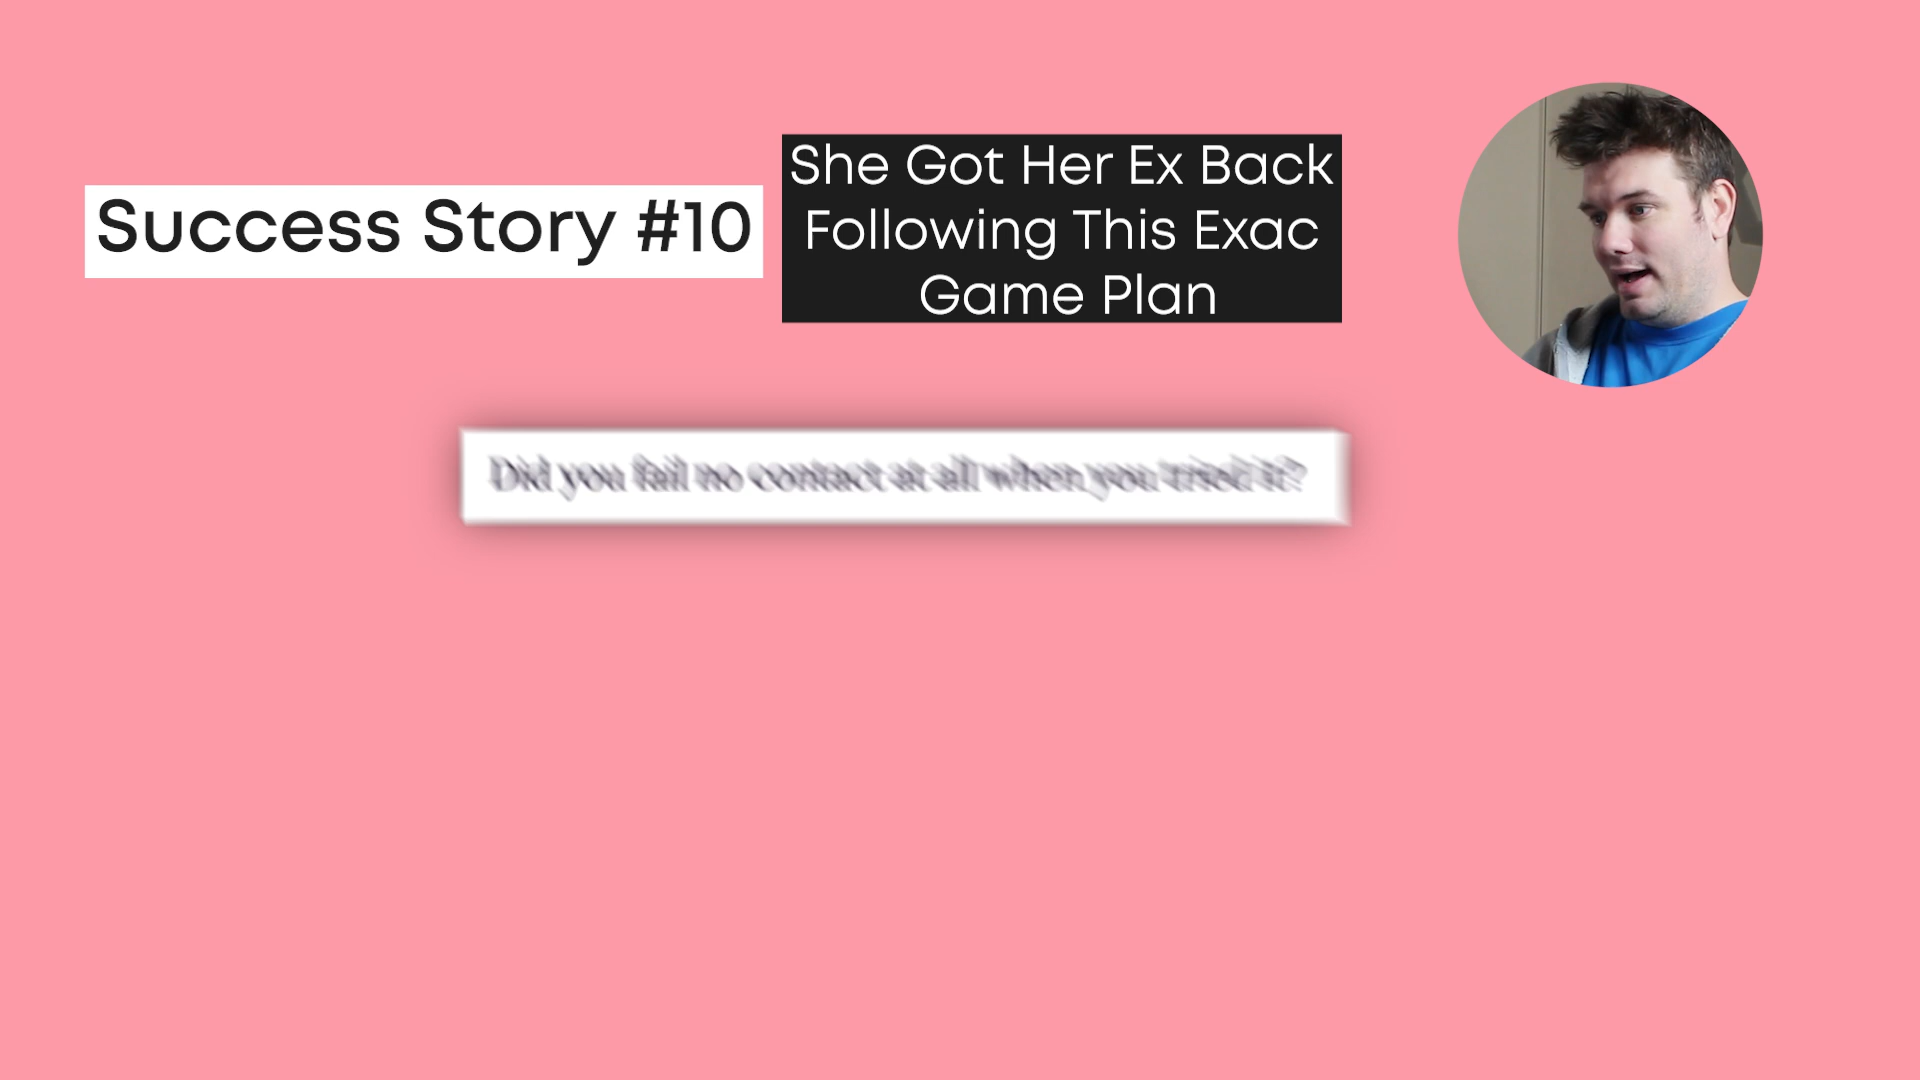 Success Story #10
She Got Her Ex Back
Following This Exac
Game Plan
Did you fail no contact at all when you tried it?